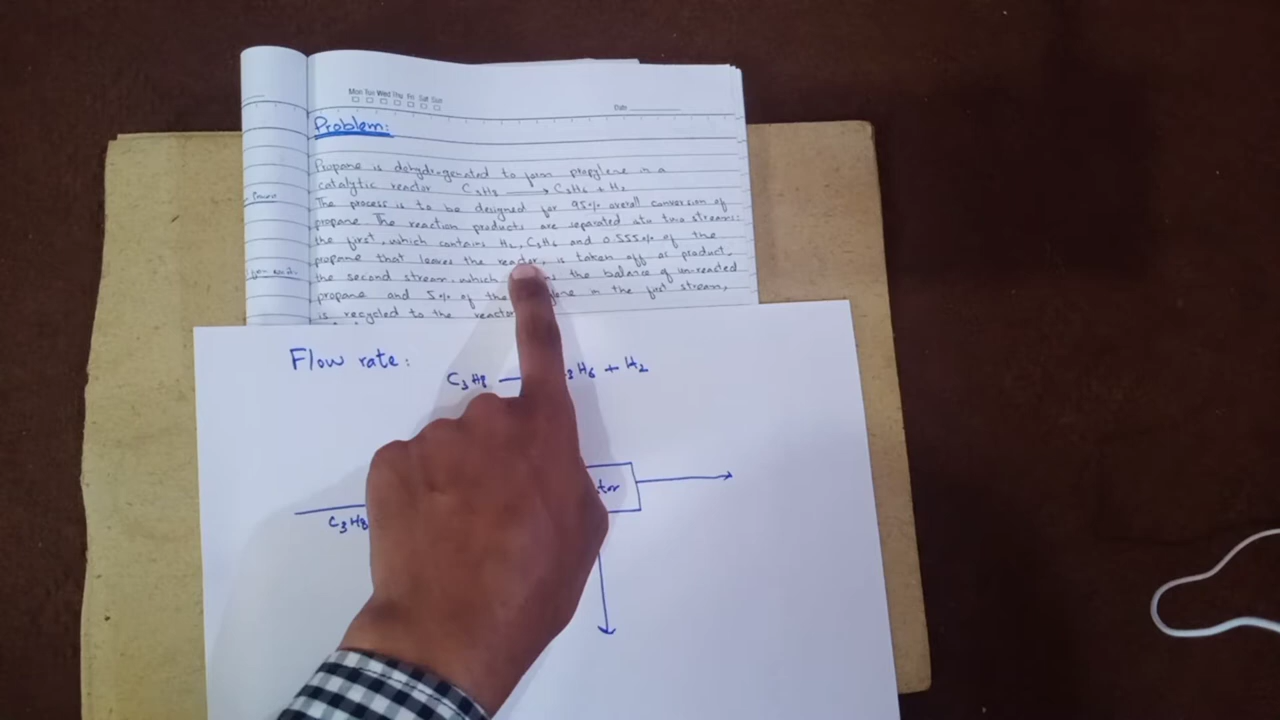 Mon Tue Wed Thu Fri Sat Sun
Date
Problem:
Propane is dehydrogenated to form propylene in a
catalytic reactor C3H8 → C3H6 + H2
The process is to be designed for 95% overall conversion of
propane The reaction products are separated into two streams:
the first, which contains H2, C3H6 and 0.555% of the
propane that leaves the reactor, is taken off as product,
the second stream, which the balance of unreacted
propane and 5% of the in the first stream,
is recycled to the reactor
Flow rate:
C3H8 H6 + H2
tor
C3H8